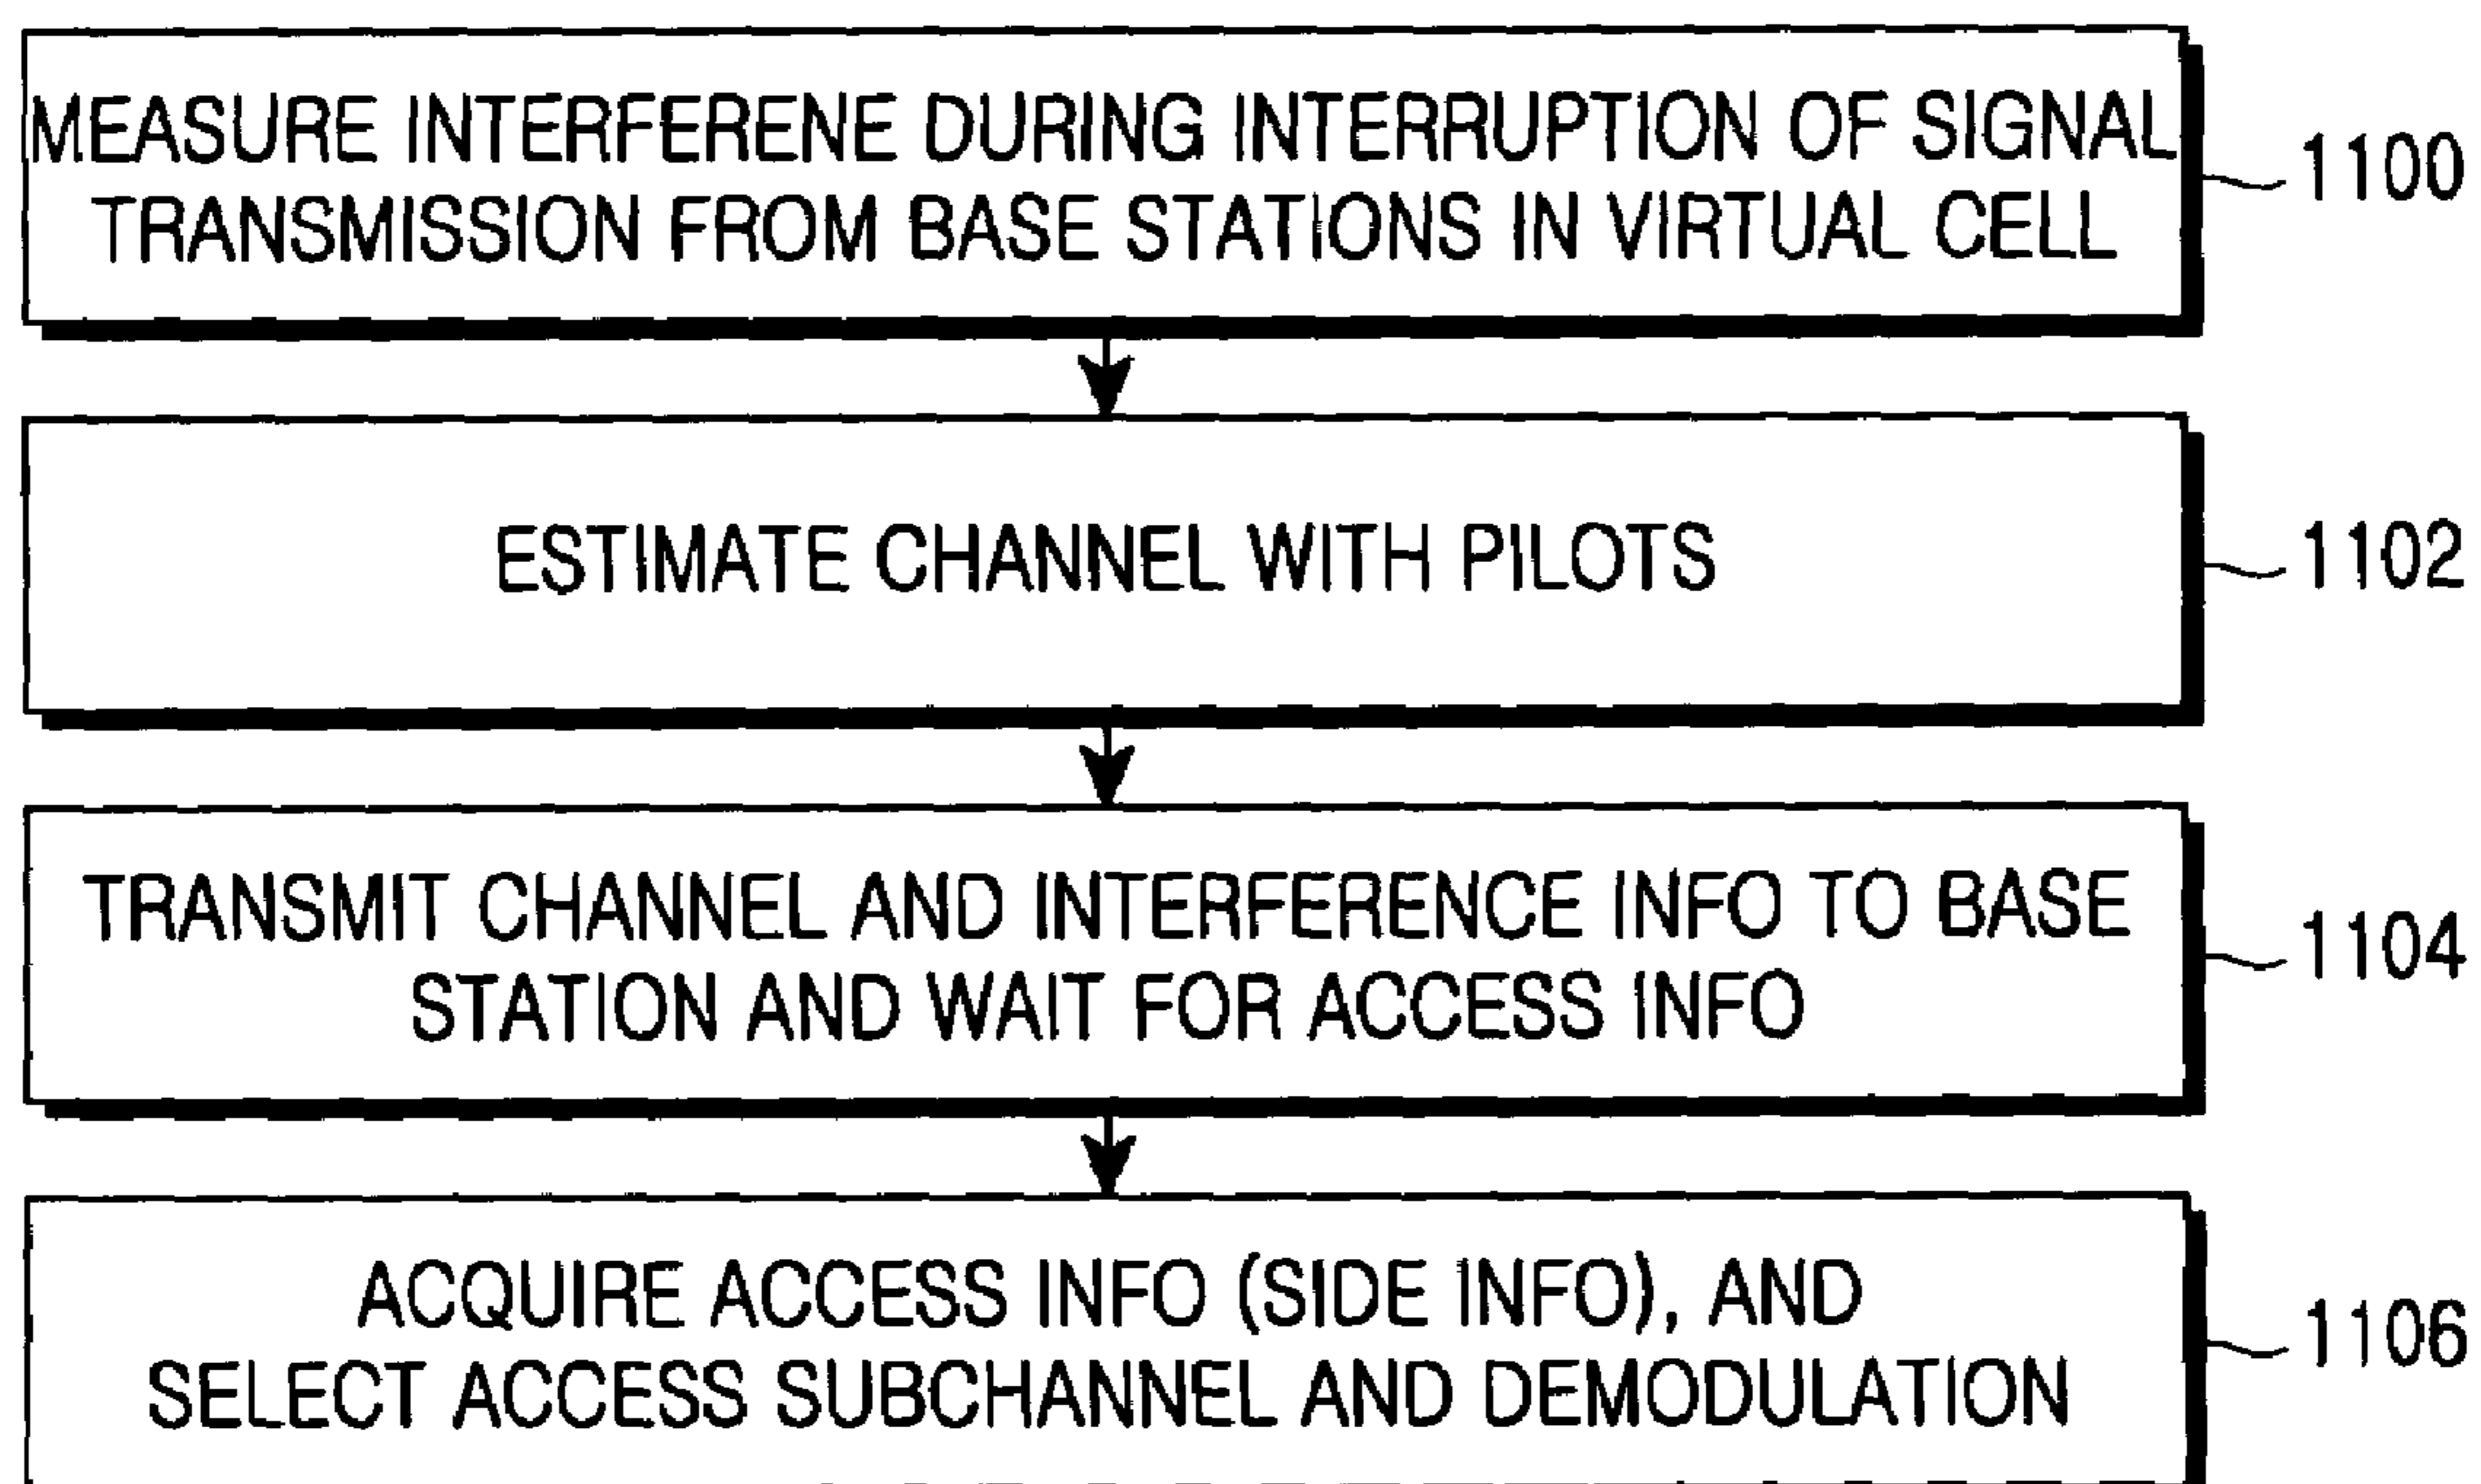 MEASURE INTERFERENE DURING INTERRUPTION OF SIGNAL
TRANSMISSION FROM BASE STATIONS IN VIRTUAL CELL
1100
ESTIMATE CHANNEL WITH PILOTS
1102
TRANSMIT CHANNEL AND INTERFERENCE INFO TO BASE
STATION AND WAIT FOR ACCESS INFO
1104
ACQUIRE ACCESS INFO (SIDE INFO), AND
SELECT ACCESS SUBCHANNEL AND DEMODULATION
1106